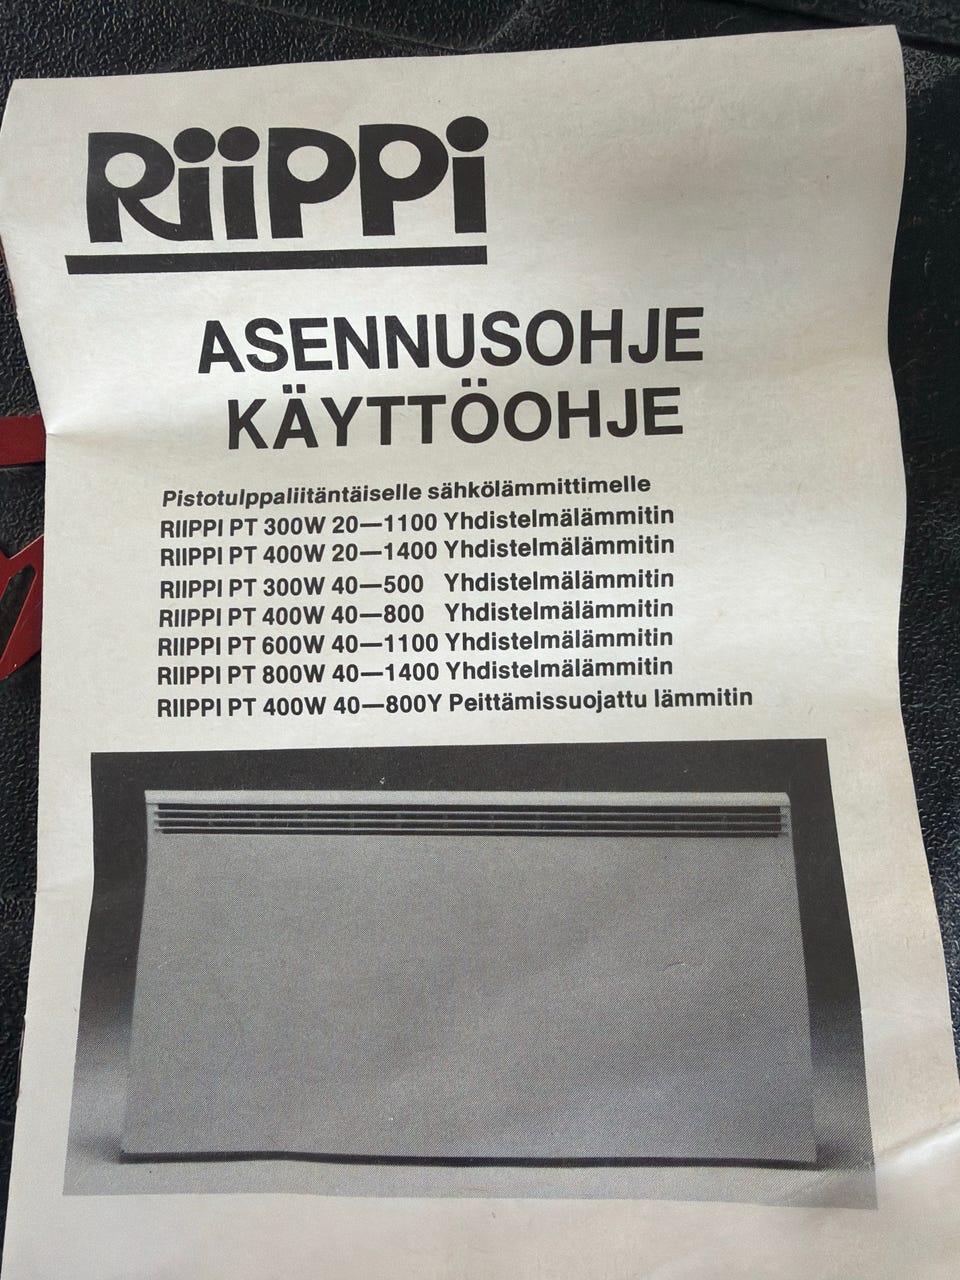 RiiPPi
ASENNUSOHJE
KÄYTTÖOHJE
Pistotulppaliitäntäiselle sähkölämmittimelle
RIIPPI PT 300W 20—1100 Yhdistelmälämmitin
RIIPPI PT 400W 20—1400 Yhdistelmälämmitin
RIIPPI PT 300W 40—500 Yhdistelmälämmitin
RIIPPI PT 400W 40—800 Yhdistelmälämmitin
RIIPPI PT 600W 40—1100 Yhdistelmälämmitin
RIIPPI PT 800W 40—1400 Yhdistelmälämmitin
RIIPPI PT 400W 40—800Y Peittämissuojattu lämmitin